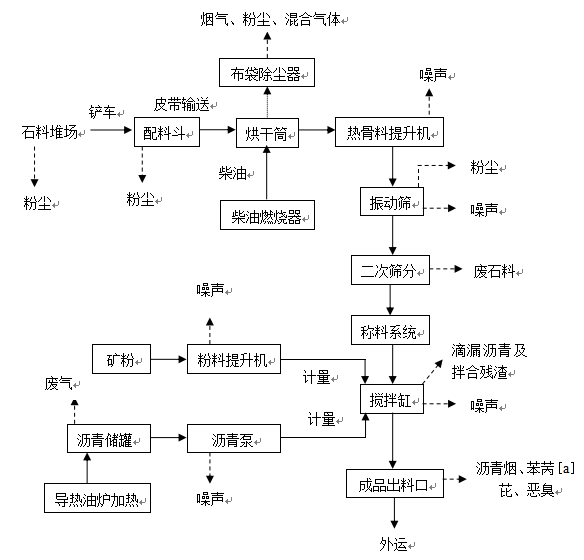 烟气、粉尘、混合气体
布袋除尘器
噪声
铲车
皮带输送
石料堆场
配料斗
烘干筒
热骨料提升机
粉尘
粉尘
柴油
柴油燃烧器
粉尘
振动筛
噪声
二次筛分
废石料
称料系统
噪声
矿粉
粉料提升机
计量
滴漏沥青及
拌合残渣
废气
搅拌缸
噪声
计量
沥青储罐
沥青泵
导热油炉加热
噪声
成品出料口
沥青烟、苯芮[a]
芘、恶臭
外运